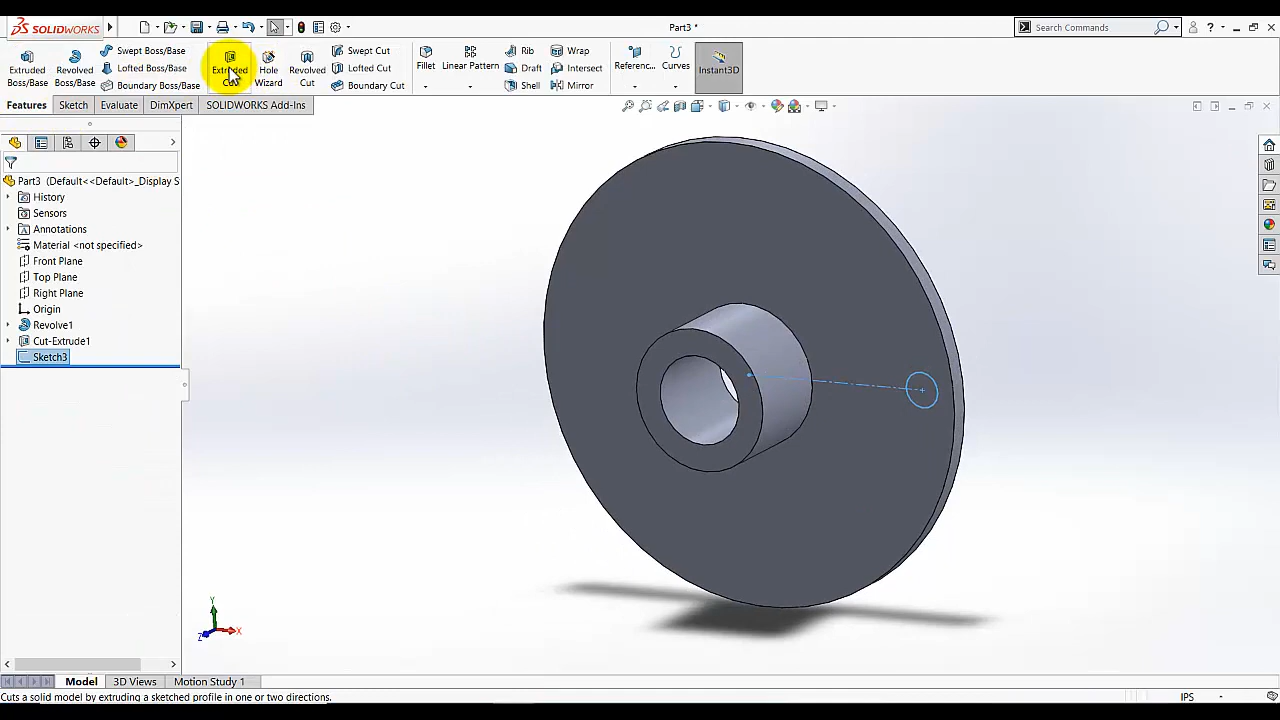 SOLIDWORKS
Part3 *
Search Commands
Extruded Boss/Base
Revolved Boss/Base
Swept Boss/Base
Lofted Boss/Base
Boundary Boss/Base
Extruded Cut
Hole Wizard
Revolved Cut
Swept Cut
Lofted Cut
Boundary Cut
Fillet
Linear Pattern
Rib
Draft
Shell
Wrap
Intersect
Mirror
Referenc...
Curves
Instant3D
Features
Sketch
Evaluate
DimXpert
SOLIDWORKS Add-Ins
Part3 (Default<<Default>_Display S
History
Sensors
Annotations
Material <not specified>
Front Plane
Top Plane
Right Plane
Origin
Revolve1
Cut-Extrude1
Sketch3
Y
Z
X
Model
3D Views
Motion Study 1
Cuts a solid model by extruding a sketched profile in one or two directions.
IPS